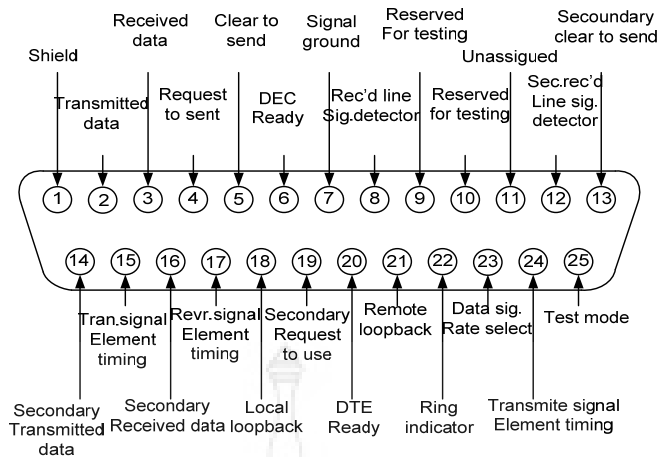 Shield
Transmitted
data
Received
data
Request
to sent
Clear to
send
DEC
Ready
Signal
ground
Rec'd line
Sig.detector
Reserved
For testing
Reserved
for testing
Unassigued
Sec.rec'd
Line sig.
detector
Secoundary
clear to send
1 2 3 4 5 6 7 8 9 10 11 12 13
14 15 16 17 18 19 20 21 22 23 24 25
Secondary
Transmitted
data
Tran.signal
Element
timing
Secondary
Received data
Revr.signal
Element
timing
Local
loopback
Secondary
Request
to use
DTE
Ready
Remote
loopback
Ring
indicator
Data sig.
Rate select
Transmite signal
Element timing
Test mode